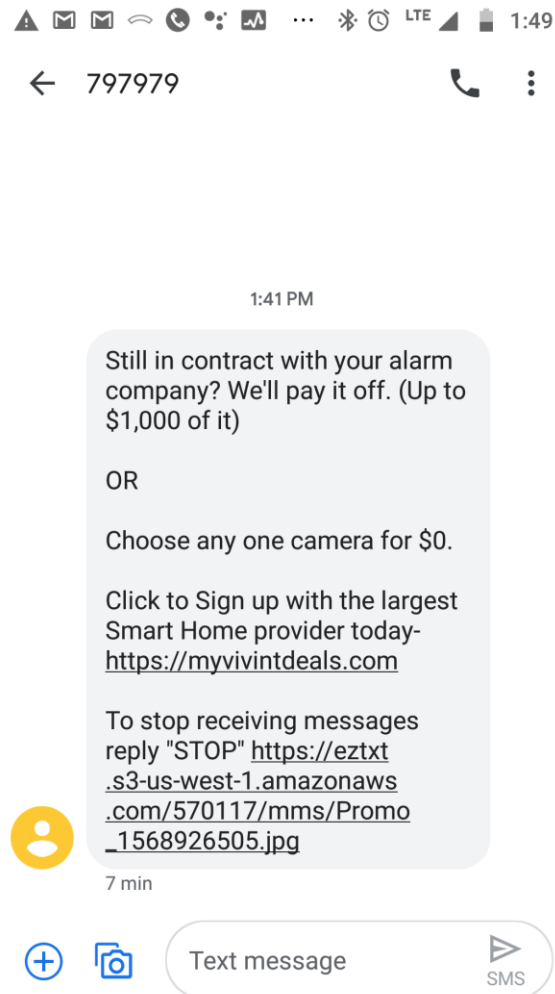 LTE 1:49
797979
1:41 PM
Still in contract with your alarm
company? We'll pay it off. (Up to
$1,000 of it)
OR
Choose any one camera for $0.
Click to Sign up with the largest
Smart Home provider today-
https://myvivintdeals.com
To stop receiving messages
reply "STOP" https://eztxt
.s3-us-west-1.amazonaws
.com/570117/mms/Promo
_1568926505.jpg
7 min
Text message
SMS